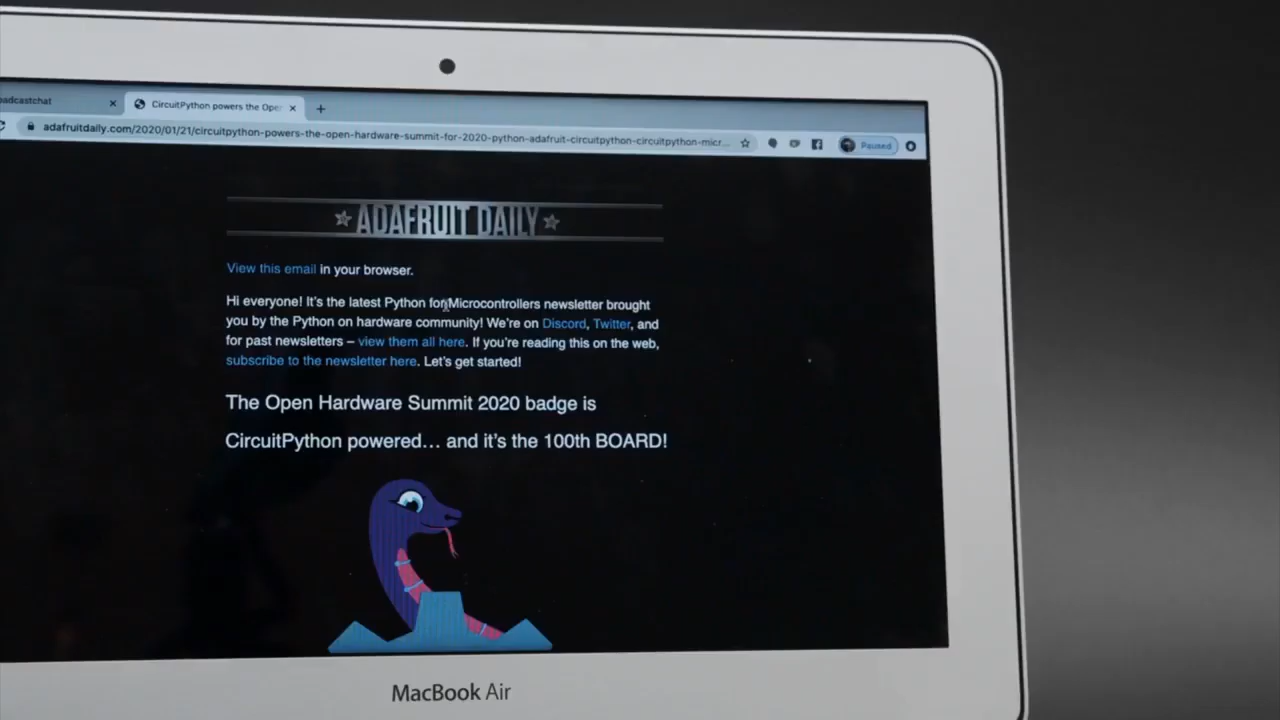 adcastchat
CircuitPython powers the Oper
adafruitdaily.com/2020/01/21/circuitpython-powers-the-open-hardware-summit-for-2020-python-adafruit-circuitpython-circuitpython-micr...
Paused
ADAFRUIT DAILY
View this email in your browser.
Hi everyone! It's the latest Python for Microcontrollers newsletter brought
you by the Python on hardware community! We're on Discord, Twitter, and
for past newsletters – view them all here. If you're reading this on the web,
subscribe to the newsletter here. Let's get started!
The Open Hardware Summit 2020 badge is
CircuitPython powered... and it's the 100th BOARD!
MacBook Air